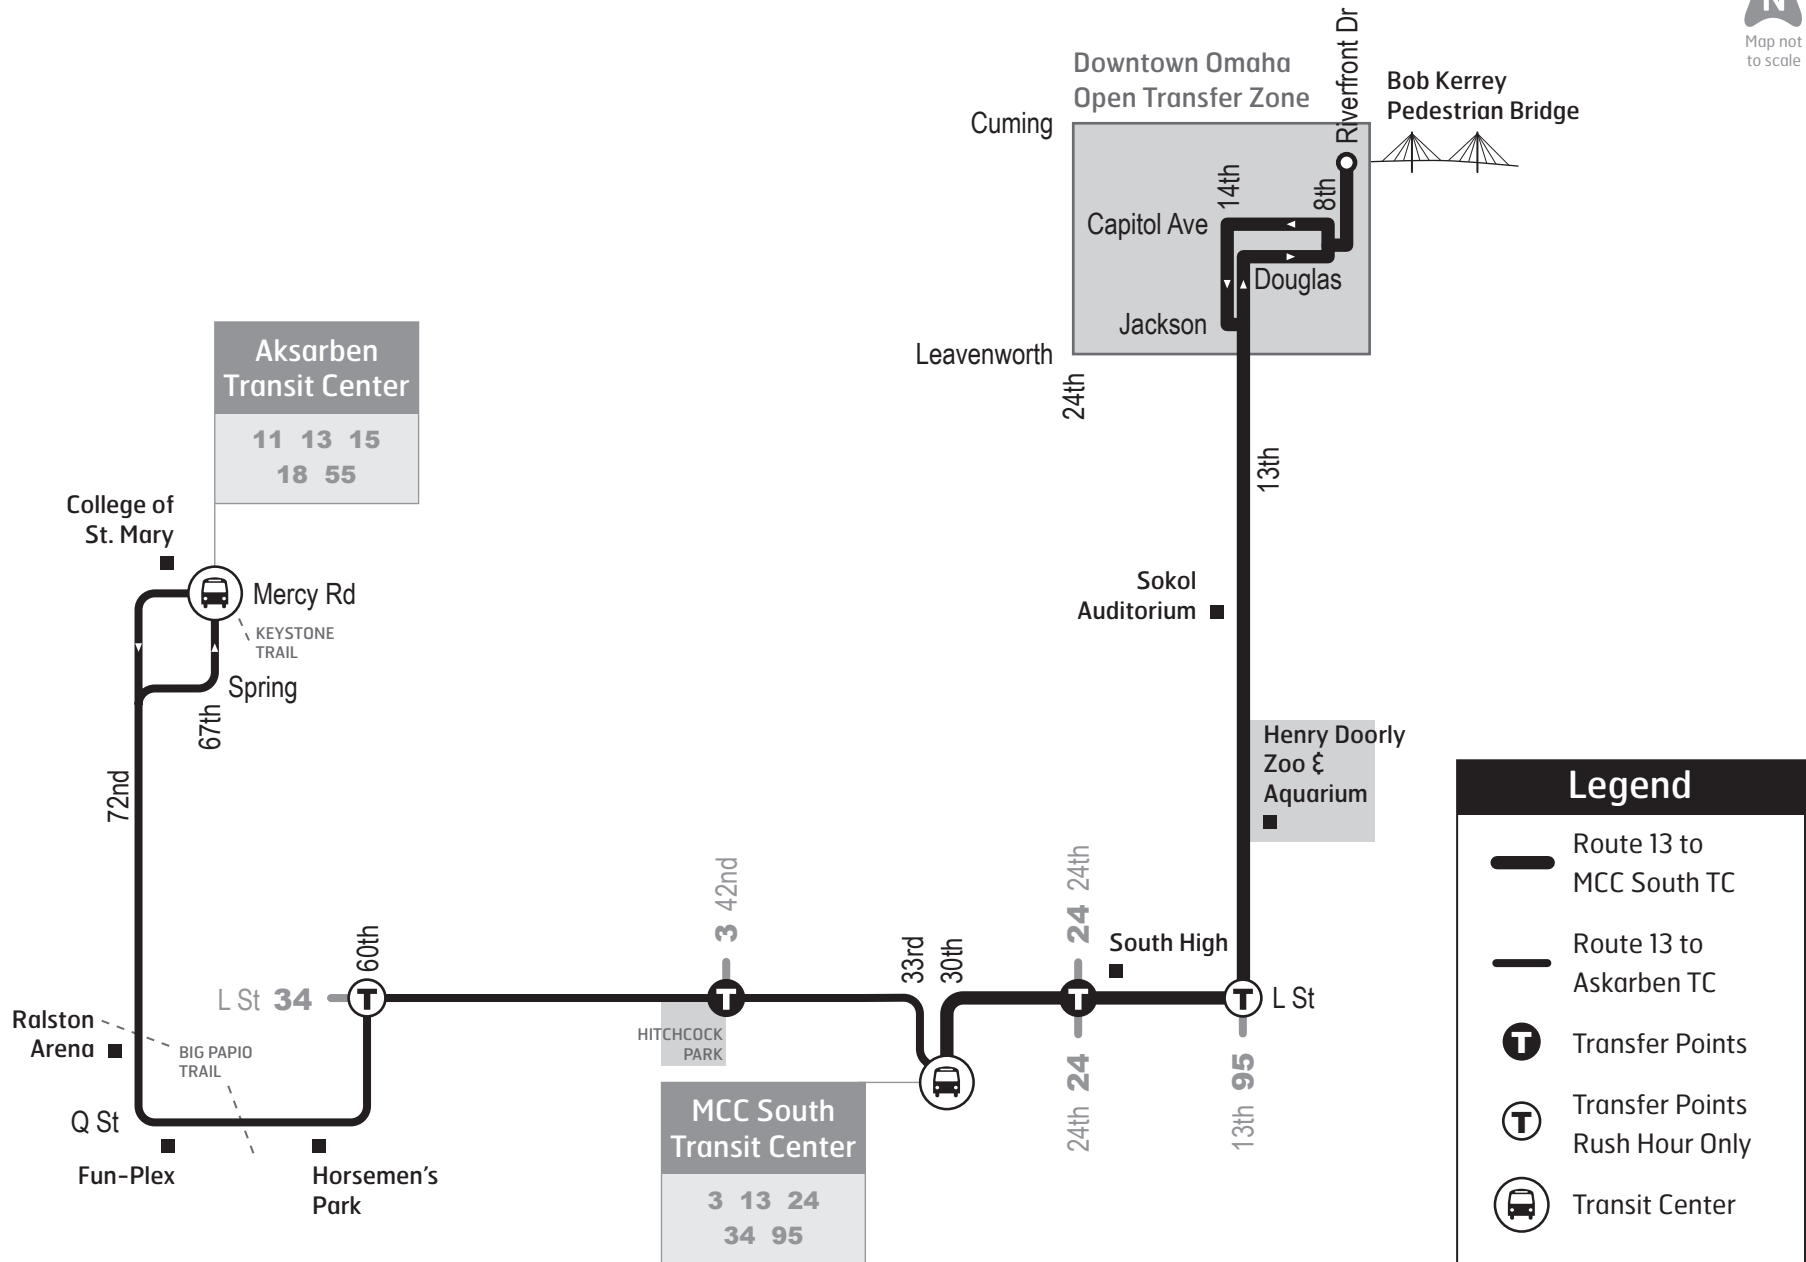 N
Map not
to scale
Downtown Omaha
Open Transfer Zone
Riverfront Dr
Bob Kerrey
Pedestrian Bridge
Cuming
14th
8th
Capitol Ave
Douglas
Jackson
Leavenworth
24th
13th
Aksarben
Transit Center
11 13 15
18 55
College of
St. Mary
Mercy Rd
KEYSTONE
TRAIL
Spring
67th
72nd
Sokol
Auditorium
Henry Doorly
Zoo &
Aquarium
3 42nd
24 24th
South High
33rd
30th
60th
L St 34
T
T
T
T
L St
HITCHCOCK
PARK
Ralston
Arena
BIG PAPIO
TRAIL
Q St
Fun-Plex
Horsemen's
Park
24th 24
13th 95
MCC South
Transit Center
3 13 24
34 95
Legend
Route 13 to
MCC South TC
Route 13 to
Askarben TC
T Transfer Points
T Transfer Points
Rush Hour Only
Transit Center